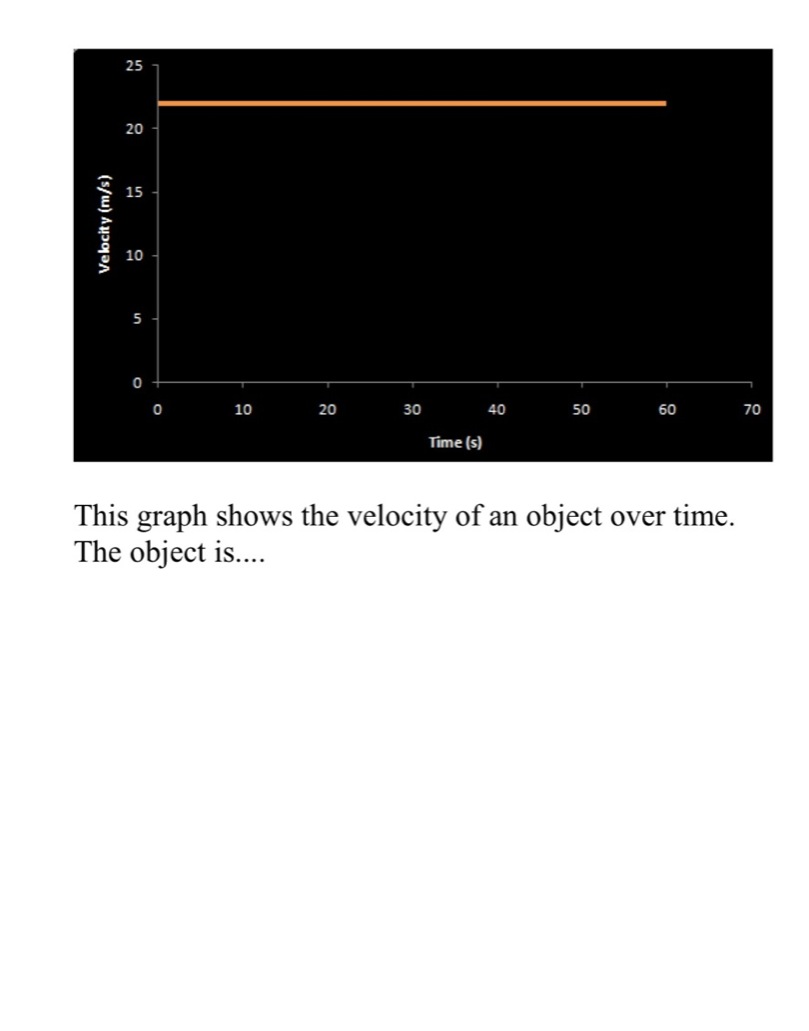 25
20
15
10
5
0
Velocity (m/s)
0 10 20 30 40 50 60 70
Time (s)
This graph shows the velocity of an object over time.
The object is....